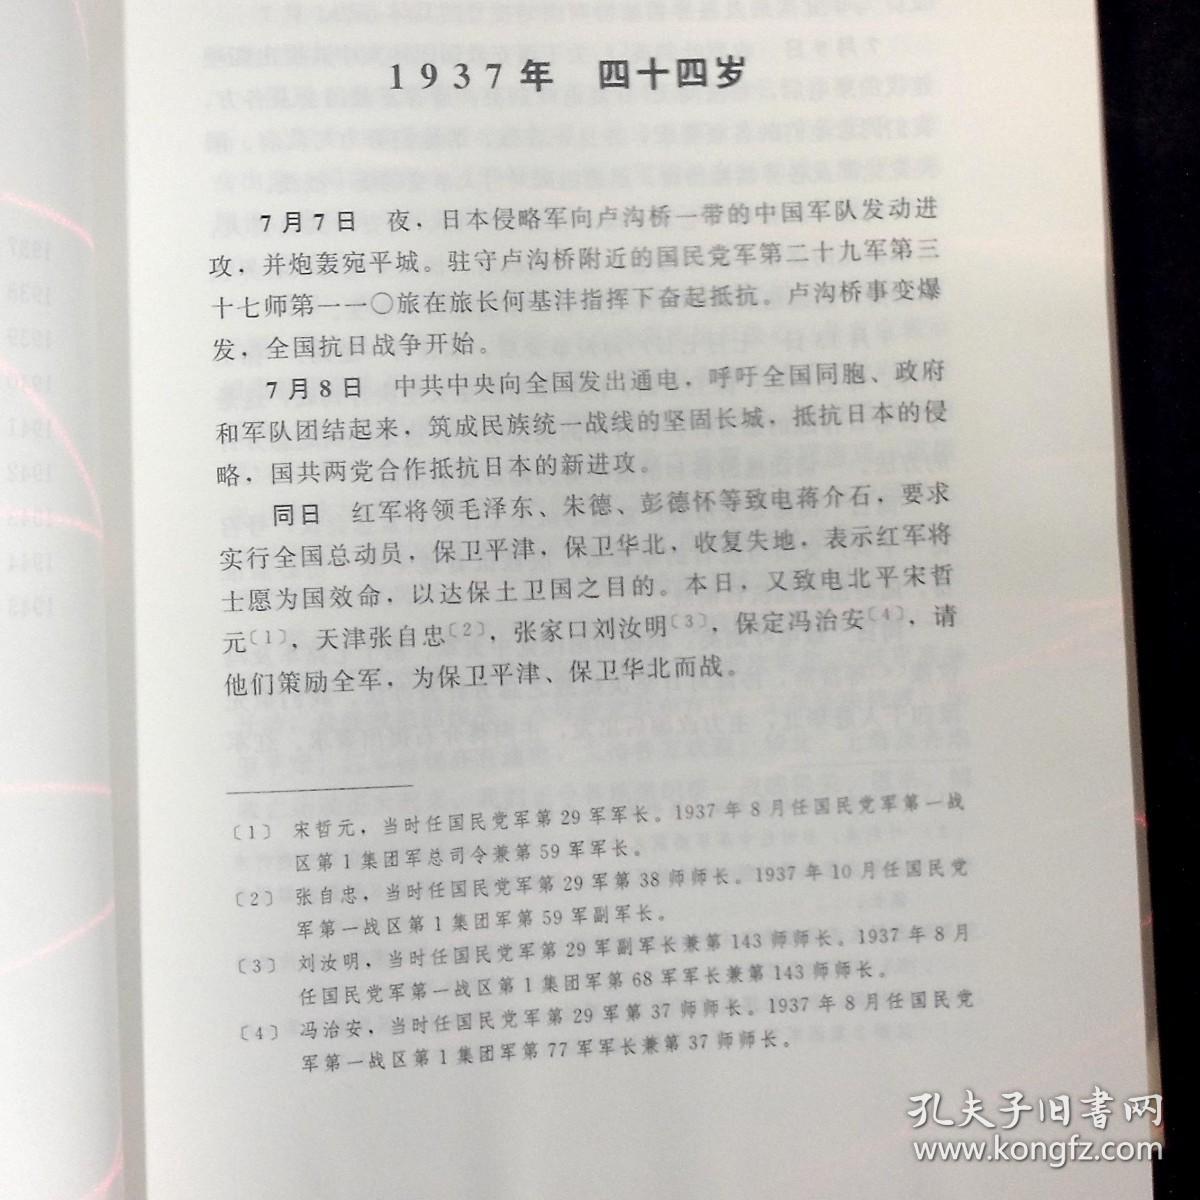 1937年 四十四岁
7月7日 夜，日本侵略军向卢沟桥一带的中国军队发动进
攻，并炮轰宛平城。驻守卢沟桥附近的国民党军第二十九军第三
十七师第一一〇旅在旅长何基沣指挥下奋起抵抗。卢沟桥事变爆
发，全国抗日战争开始。
7月8日 中共中央向全国发出通电，呼吁全国同胞、政府
和军队团结起来，筑成民族统一战线的坚固长城，抵抗日本的侵
略，国共两党合作抵抗日本的新进攻。
同日 红军将领毛泽东、朱德、彭德怀等致电蒋介石，要求
实行全国总动员，保卫平津，保卫华北，收复失地，表示红军将
士愿为国效命，以达保土卫国之目的。本日，又致电北平宋哲
元〔1〕，天津张自忠〔2〕，张家口刘汝明〔3〕，保定冯治安〔4〕，请
他们策励全军，为保卫平津、保卫华北而战。
〔1〕 宋哲元，当时任国民党军第29军军长。1937年8月任国民党军第一战
区第1集团军总司令兼第59军军长。
〔2〕 张自忠，当时任国民党军第29军第38师师长。1937年10月任国民党
军第一战区第1集团军第59军副军长。
〔3〕 刘汝明，当时任国民党军第29军副军长兼第143师师长。1937年8月
任国民党军第一战区第1集团军第68军军长兼第143师师长。
〔4〕 冯治安，当时任国民党军第29军第37师师长。1937年8月任国民党
军第一战区第1集团军第77军军长兼第37师师长。
孔夫子旧书网
www.kongfz.com